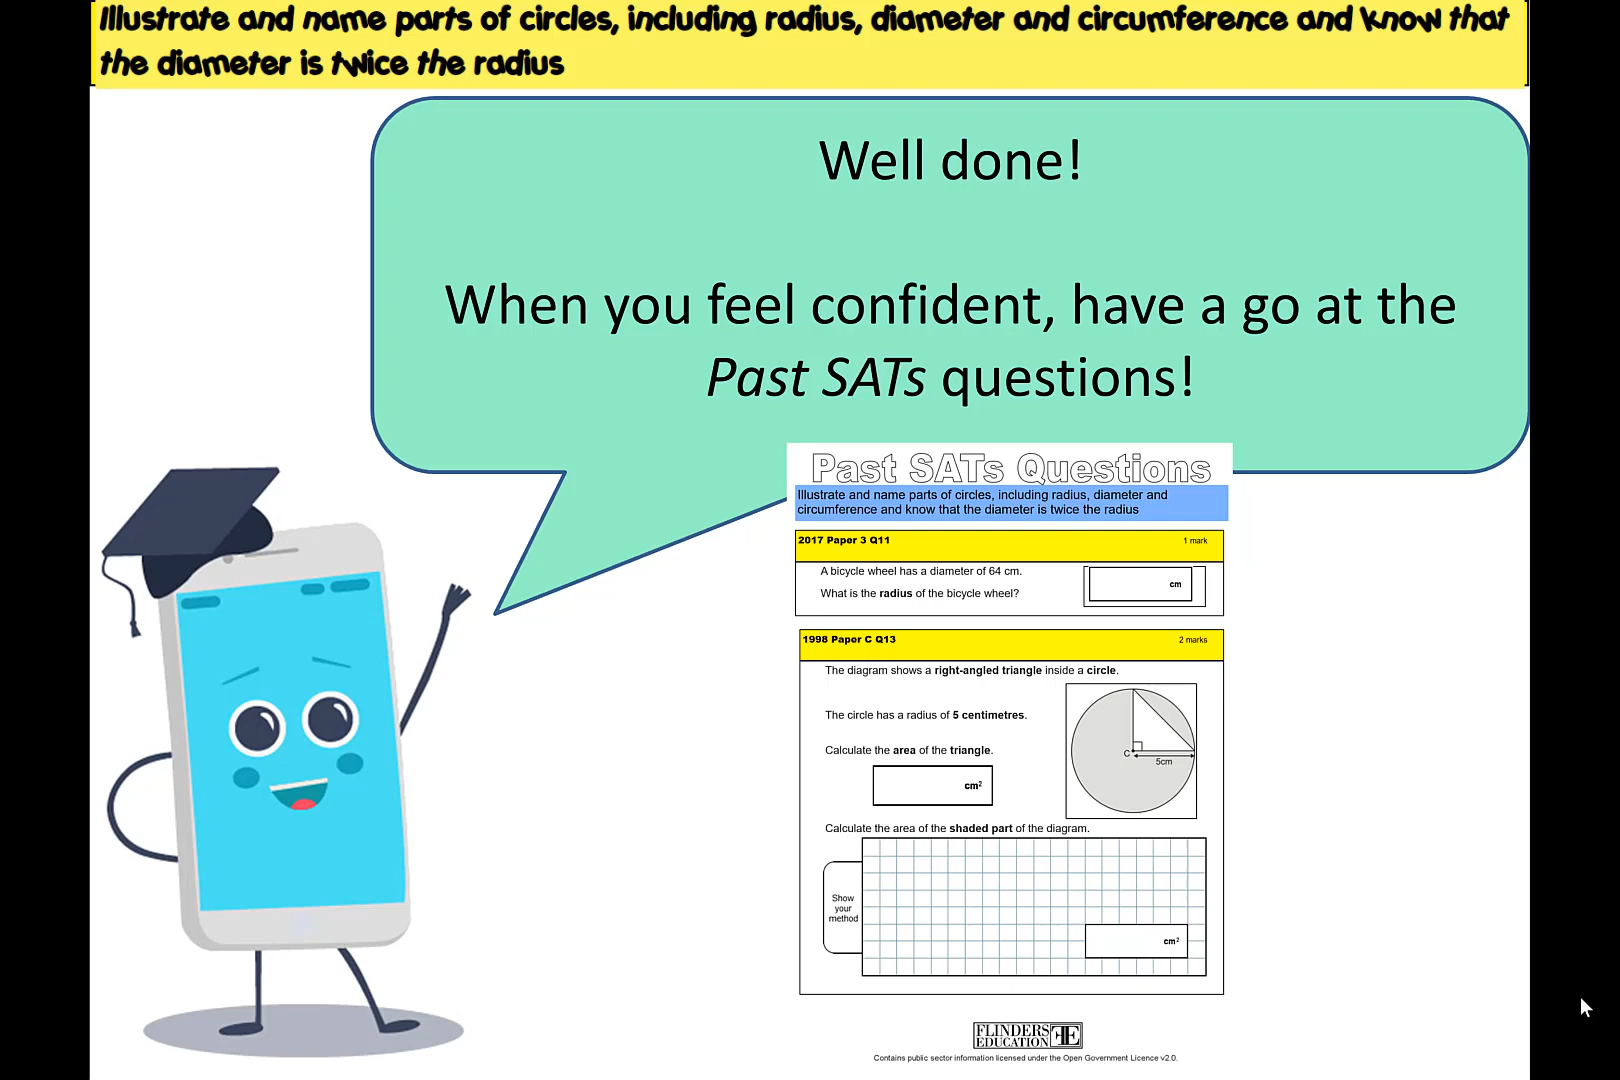 Illustrate and name parts of circles, including radius, diameter and circumference and know that
the diameter is twice the radius
Well done!
When you feel confident, have a go at the
Past SATs questions!
Past SATs Questions
Illustrate and name parts of circles, including radius, diameter and
circumference and know that the diameter is twice the radius
2017 Paper 3 Q11 1 mark
A bicycle wheel has a diameter of 64 cm.
cm
What is the radius of the bicycle wheel?
1998 Paper C Q13 2 marks
The diagram shows a right-angled triangle inside a circle.
The circle has a radius of 5 centimetres.
Calculate the area of the triangle.
C
5cm
cm²
Calculate the area of the shaded part of the diagram.
Show
your
method
cm²
FLINDERS
EDUCATION FE
Contains public sector information licensed under the Open Government Licence v2.0.